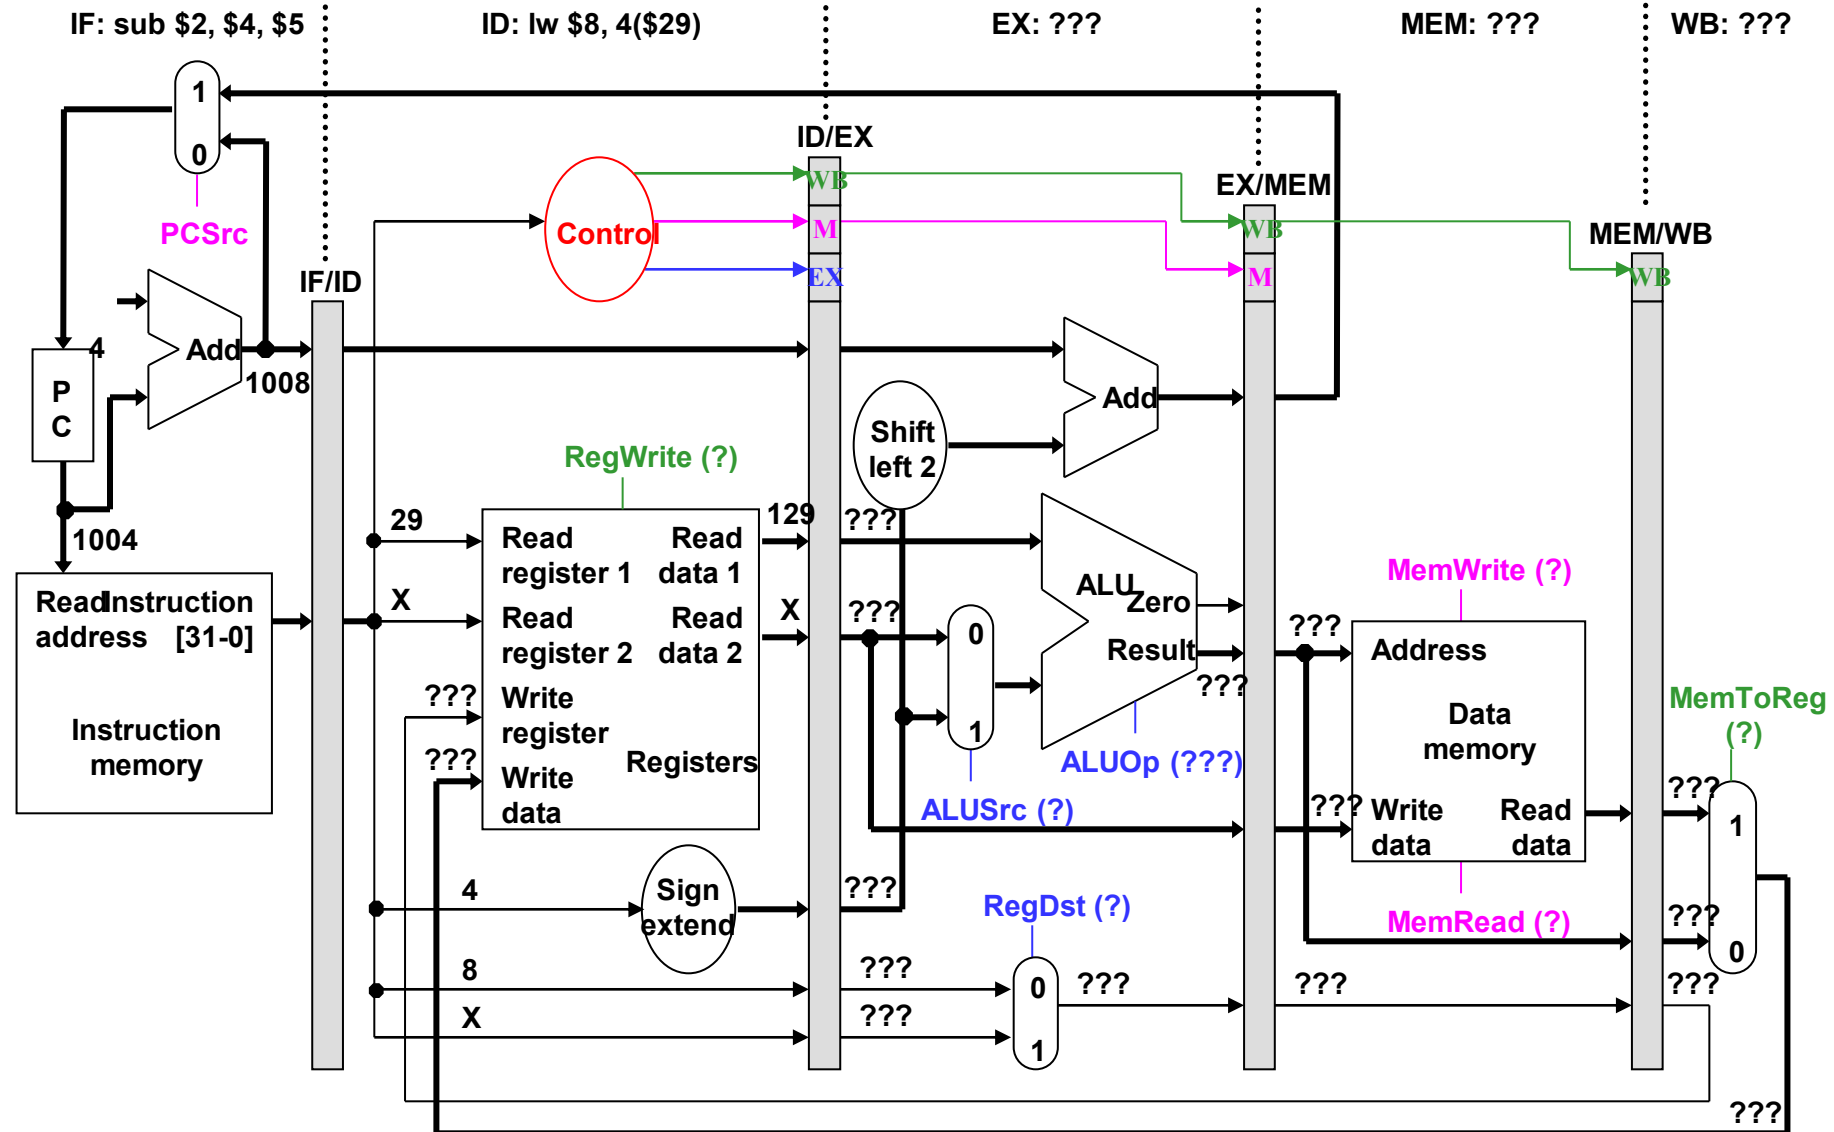 IF: sub $2, $4, $5
ID: lw $8, 4($29)
EX: ???
MEM: ???
WB: ???
1
0
PCSrc
ID/EX
WB
M
EX
Control
EX/MEM
WB
M
MEM/WB
WB
IF/ID
4
Add
1008
P
C
1004
Add
Shift
left 2
RegWrite (?)
29
Read
register 1
Read
data 1
129
???
X
Read
register 2
Read
data 2
X
???
???
Write
register
???
Write
data
Registers
Read
address
Instruction
[31-0]
Instruction
memory
0
1
ALUSrc (?)
ALU
Zero
Result
???
ALUOp (???)
MemWrite (?)
???
Address
Data
memory
???
Write
data
Read
data
MemRead (?)
MemToReg
(?)
???
1
???
0
4
Sign
extend
???
RegDst (?)
8
???
0
???
???
???
X
???
1
???